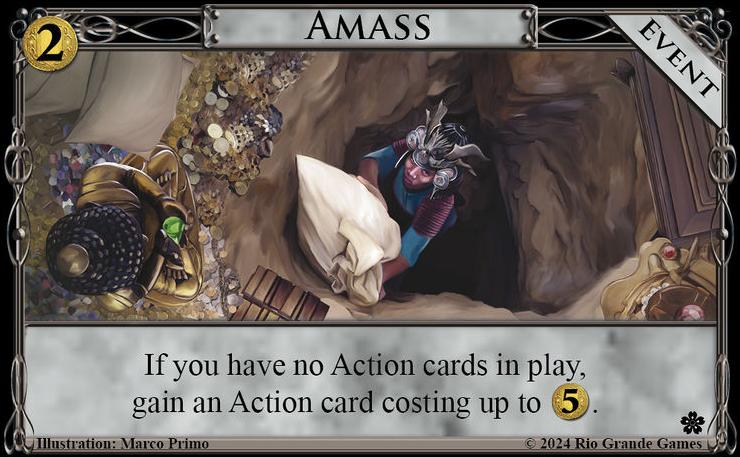 2
AMASS
EVENT
If you have no Action cards in play,
gain an Action card costing up to 5.
Illustration: Marco Primo
© 2024 Rio Grande Games